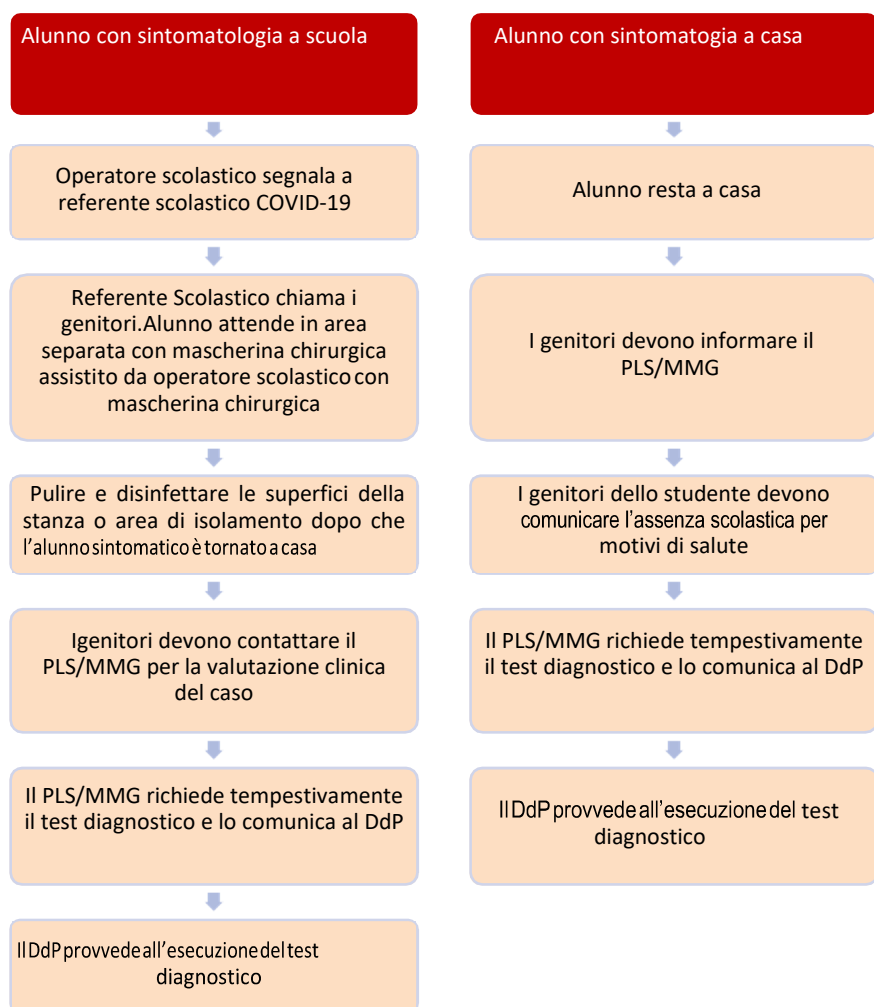 Alunno con sintomatologia a scuola
Operatore scolastico segnala a
referente scolastico COVID-19
Referente Scolastico chiama i
genitori.Alunno attende in area
separata con mascherina chirurgica
assistito da operatore scolastico con
mascherina chirurgica
Pulire e disinfettare le superfici della
stanza o area di isolamento dopo che
l'alunno sintomatico è tornato a casa
Igenitori devono contattare il
PLS/MMG per la valutazione clinica
del caso
Il PLS/MMG richiede tempestivamente
il test diagnostico e lo comunica al DdP
Il DdP provvede all'esecuzione del test
diagnostico
Alunno con sintomatogia a casa
Alunno resta a casa
I genitori devono informare il
PLS/MMG
I genitori dello studente devono
comunicare l'assenza scolastica per
motivi di salute
Il PLS/MMG richiede tempestivamente
il test diagnostico e lo comunica al DdP
Il DdP provvede all'esecuzione del test
diagnostico